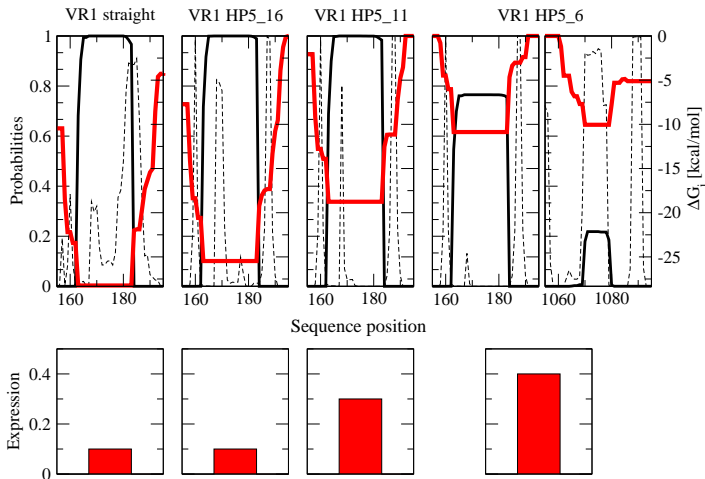 VR1 straight VR1 HP5_16 VR1 HP5_11 VR1 HP5_6
1 0
0.8 -5
0.6 -10
0.4 -15
0.2 -20
0 -25
Probabilities
ΔG_i [kcal/mol]
160 180 160 180 160 180 160 180 1060 1080
Sequence position
0.4
0.2
0
Expression